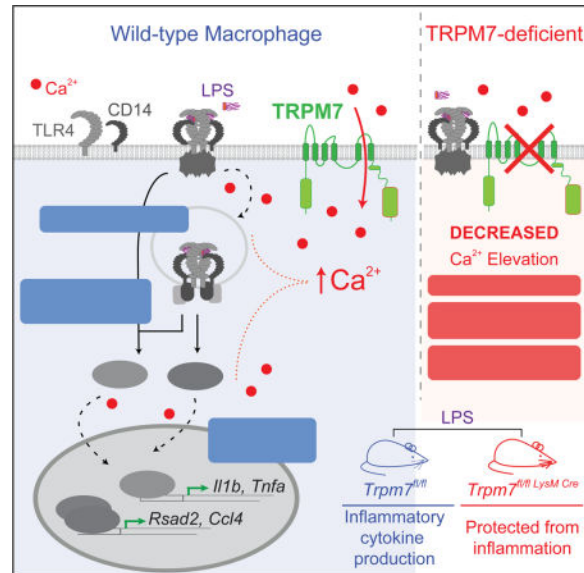 Wild-type Macrophage
TRPM7-deficient
Ca²⁺
LPS
CD14
TLR4
TRPM7
↑Ca²⁺
DECREASED
Ca²⁺ Elevation
Il1b, Tnfa
Rsad2, Ccl4
LPS
Trpm7fl/fl
Trpm7fl/fl LysM Cre
Inflammatory
cytokine
production
Protected from
inflammation